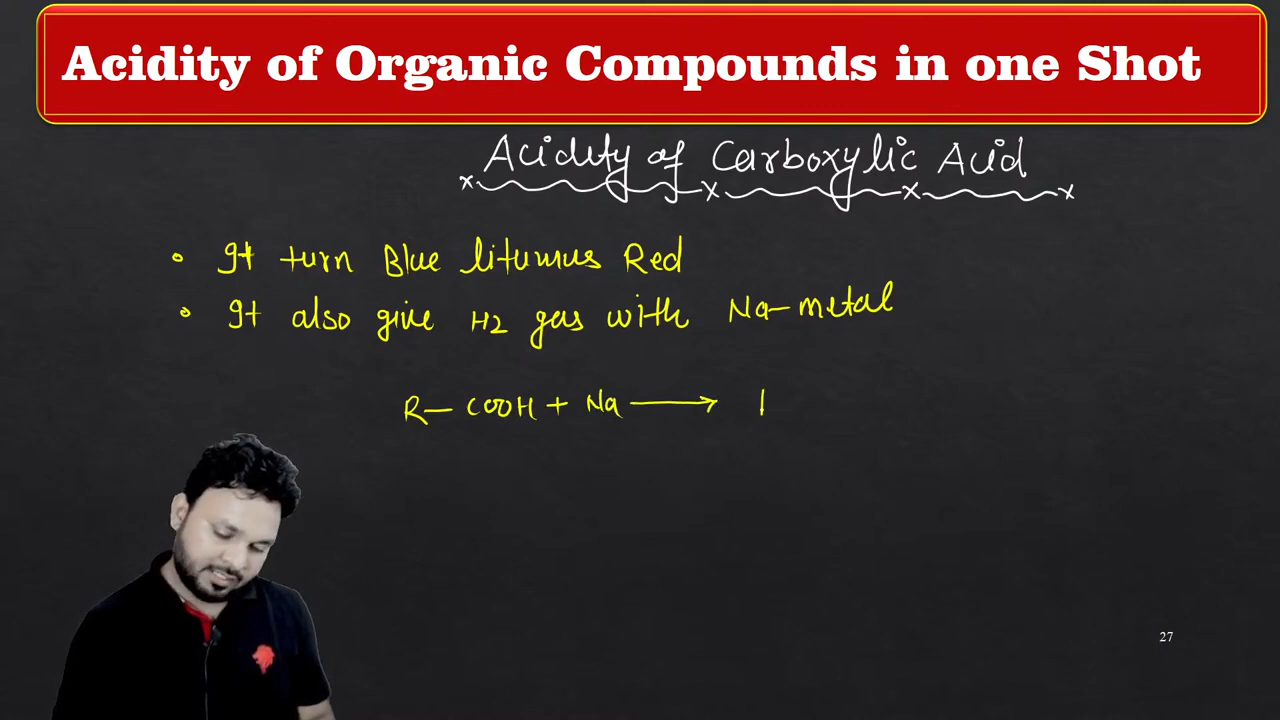 Acidity of Organic Compounds in one Shot
Acidity of Carboxylic Acid
• It turn Blue litumus Red
• It also give H2 gas with Na-metal
R-COOH + Na ⟶
27